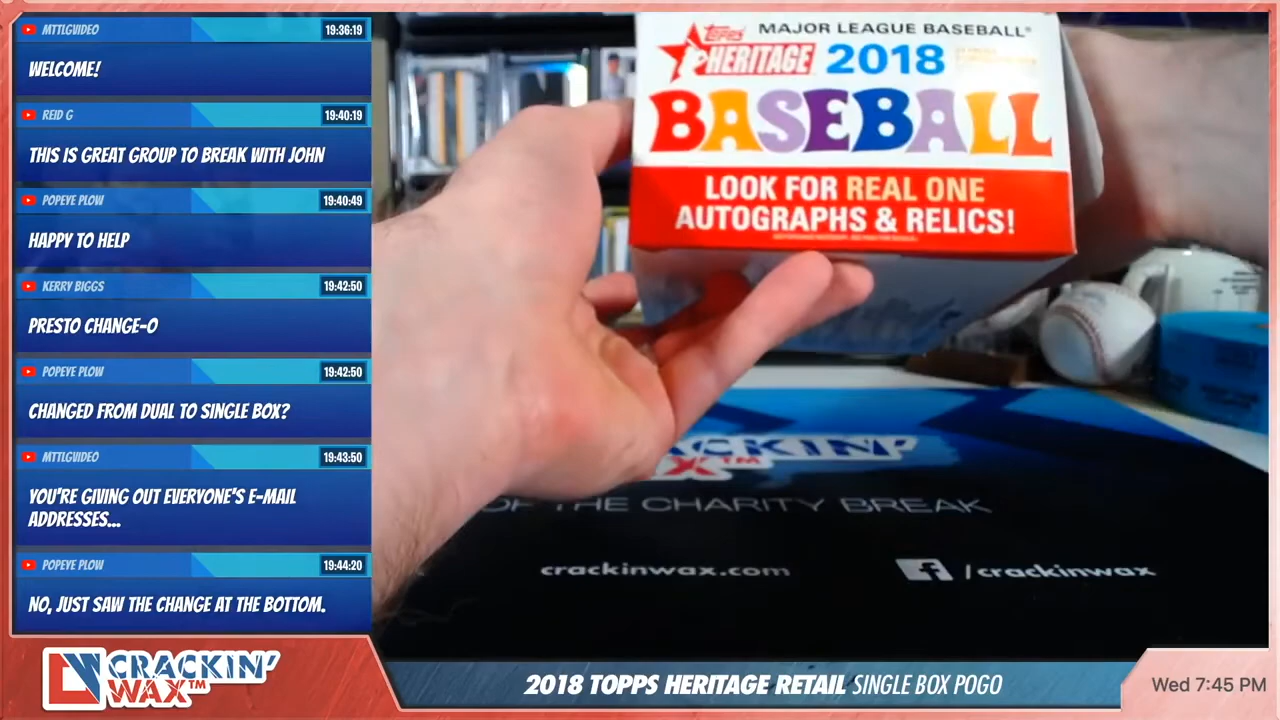 MTTLGVIDEO
19:36:19
WELCOME!
REID G
19:40:19
THIS IS GREAT GROUP TO BREAK WITH JOHN
POPEYE PLOW
19:40:49
HAPPY TO HELP
KERRY BIGGS
19:42:50
PRESTO CHANGE-O
POPEYE PLOW
19:42:50
CHANGED FROM DUAL TO SINGLE BOX?
MTTLGVIDEO
19:43:50
YOU'RE GIVING OUT EVERYONE'S E-MAIL
ADDRESSES...
POPEYE PLOW
19:44:20
NO, JUST SAW THE CHANGE AT THE BOTTOM.
CRACKIN'
WAX™
Topps MAJOR LEAGUE BASEBALL®
HERITAGE 2018
BASEBALL
LOOK FOR REAL ONE
AUTOGRAPHS & RELICS!
ACKIN'
X™
OF THE CHARITY BREAK
crackinwax.com
f /crackinwax
2018 TOPPS HERITAGE RETAIL SINGLE BOX POGO
Wed 7:45 PM